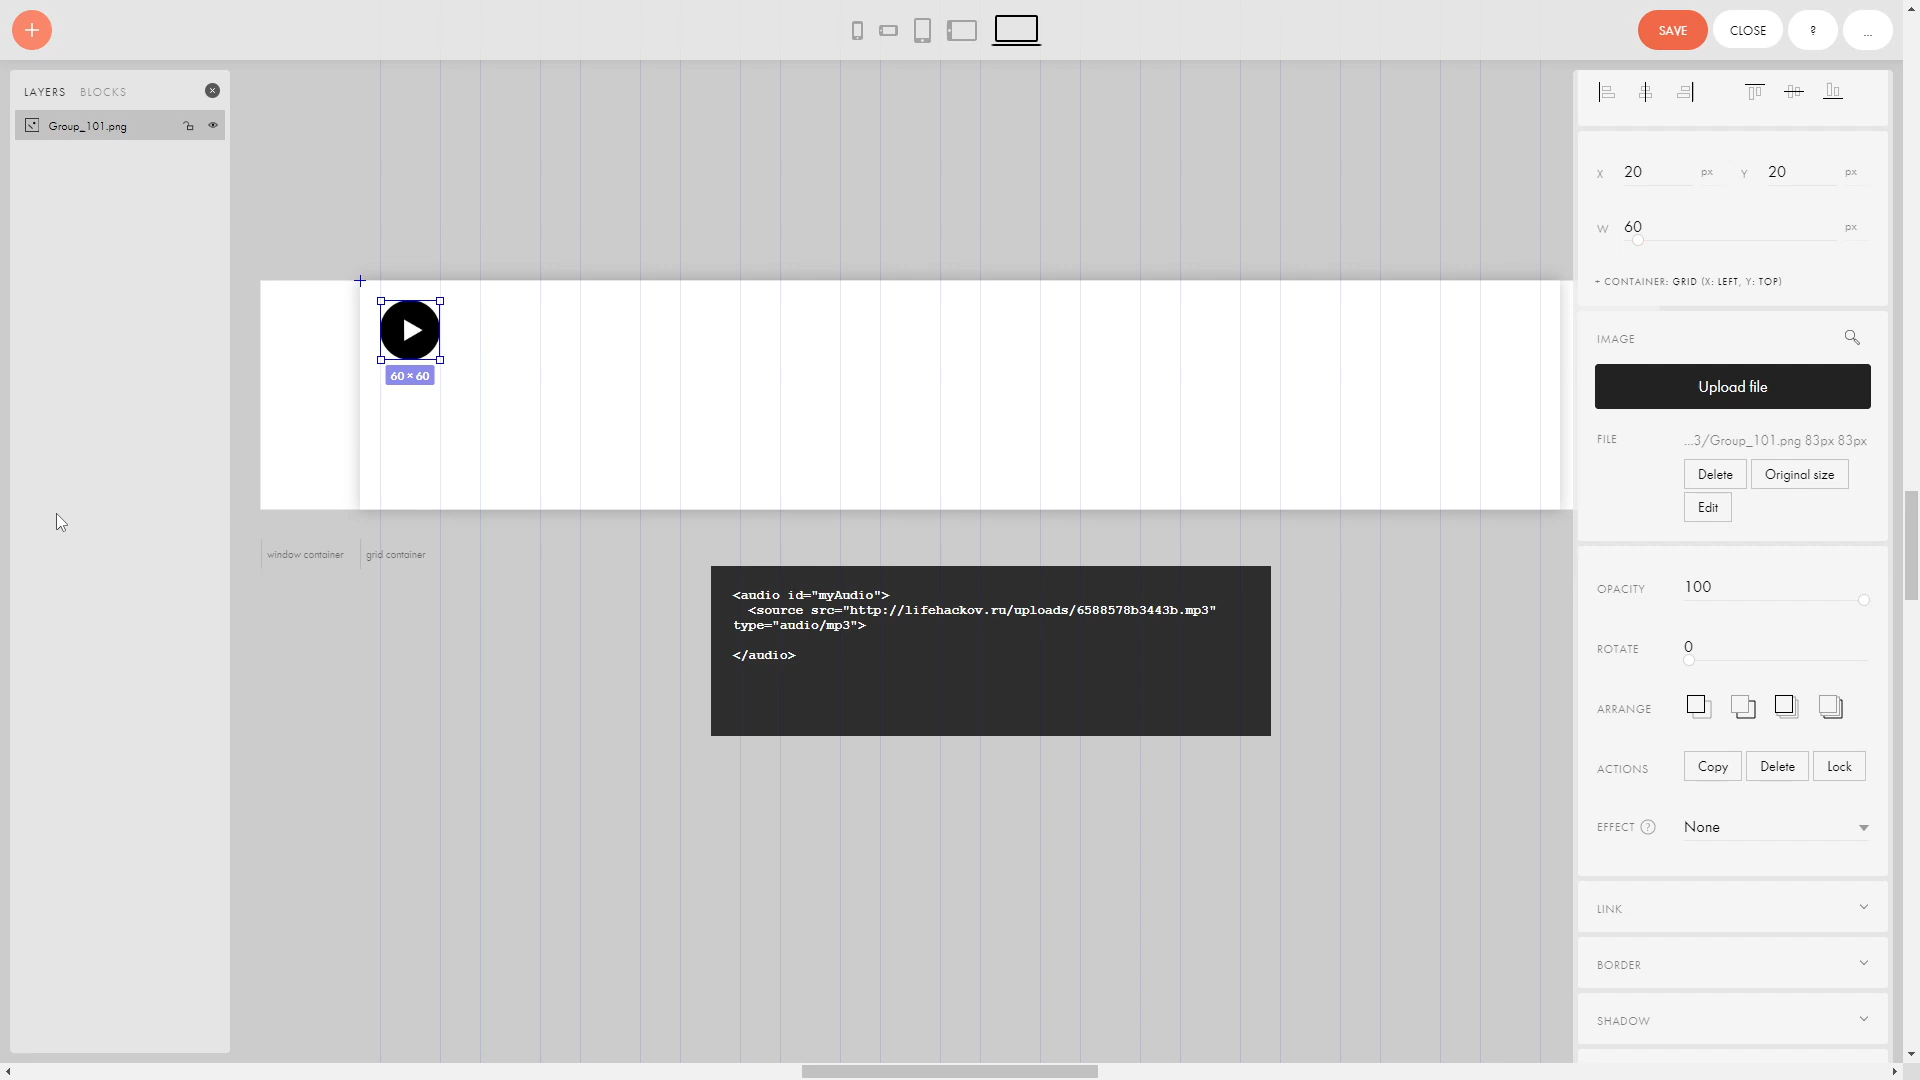 SAVE
CLOSE
?
...
LAYERS
BLOCKS
Group_101.png
X
20
px
Y
20
px
W
60
px
+ CONTAINER: GRID (X: LEFT, Y: TOP)
60 × 60
IMAGE
Upload file
FILE
...3/Group_101.png 83px 83px
Delete
Original size
Edit
window container
grid container
<audio id="myAudio">
<source src="http://lifehackov.ru/uploads/6588578b3443b.mp3"
type="audio/mp3">
</audio>
OPACITY
100
ROTATE
0
ARRANGE
ACTIONS
Copy
Delete
Lock
EFFECT
?
None
LINK
BORDER
SHADOW